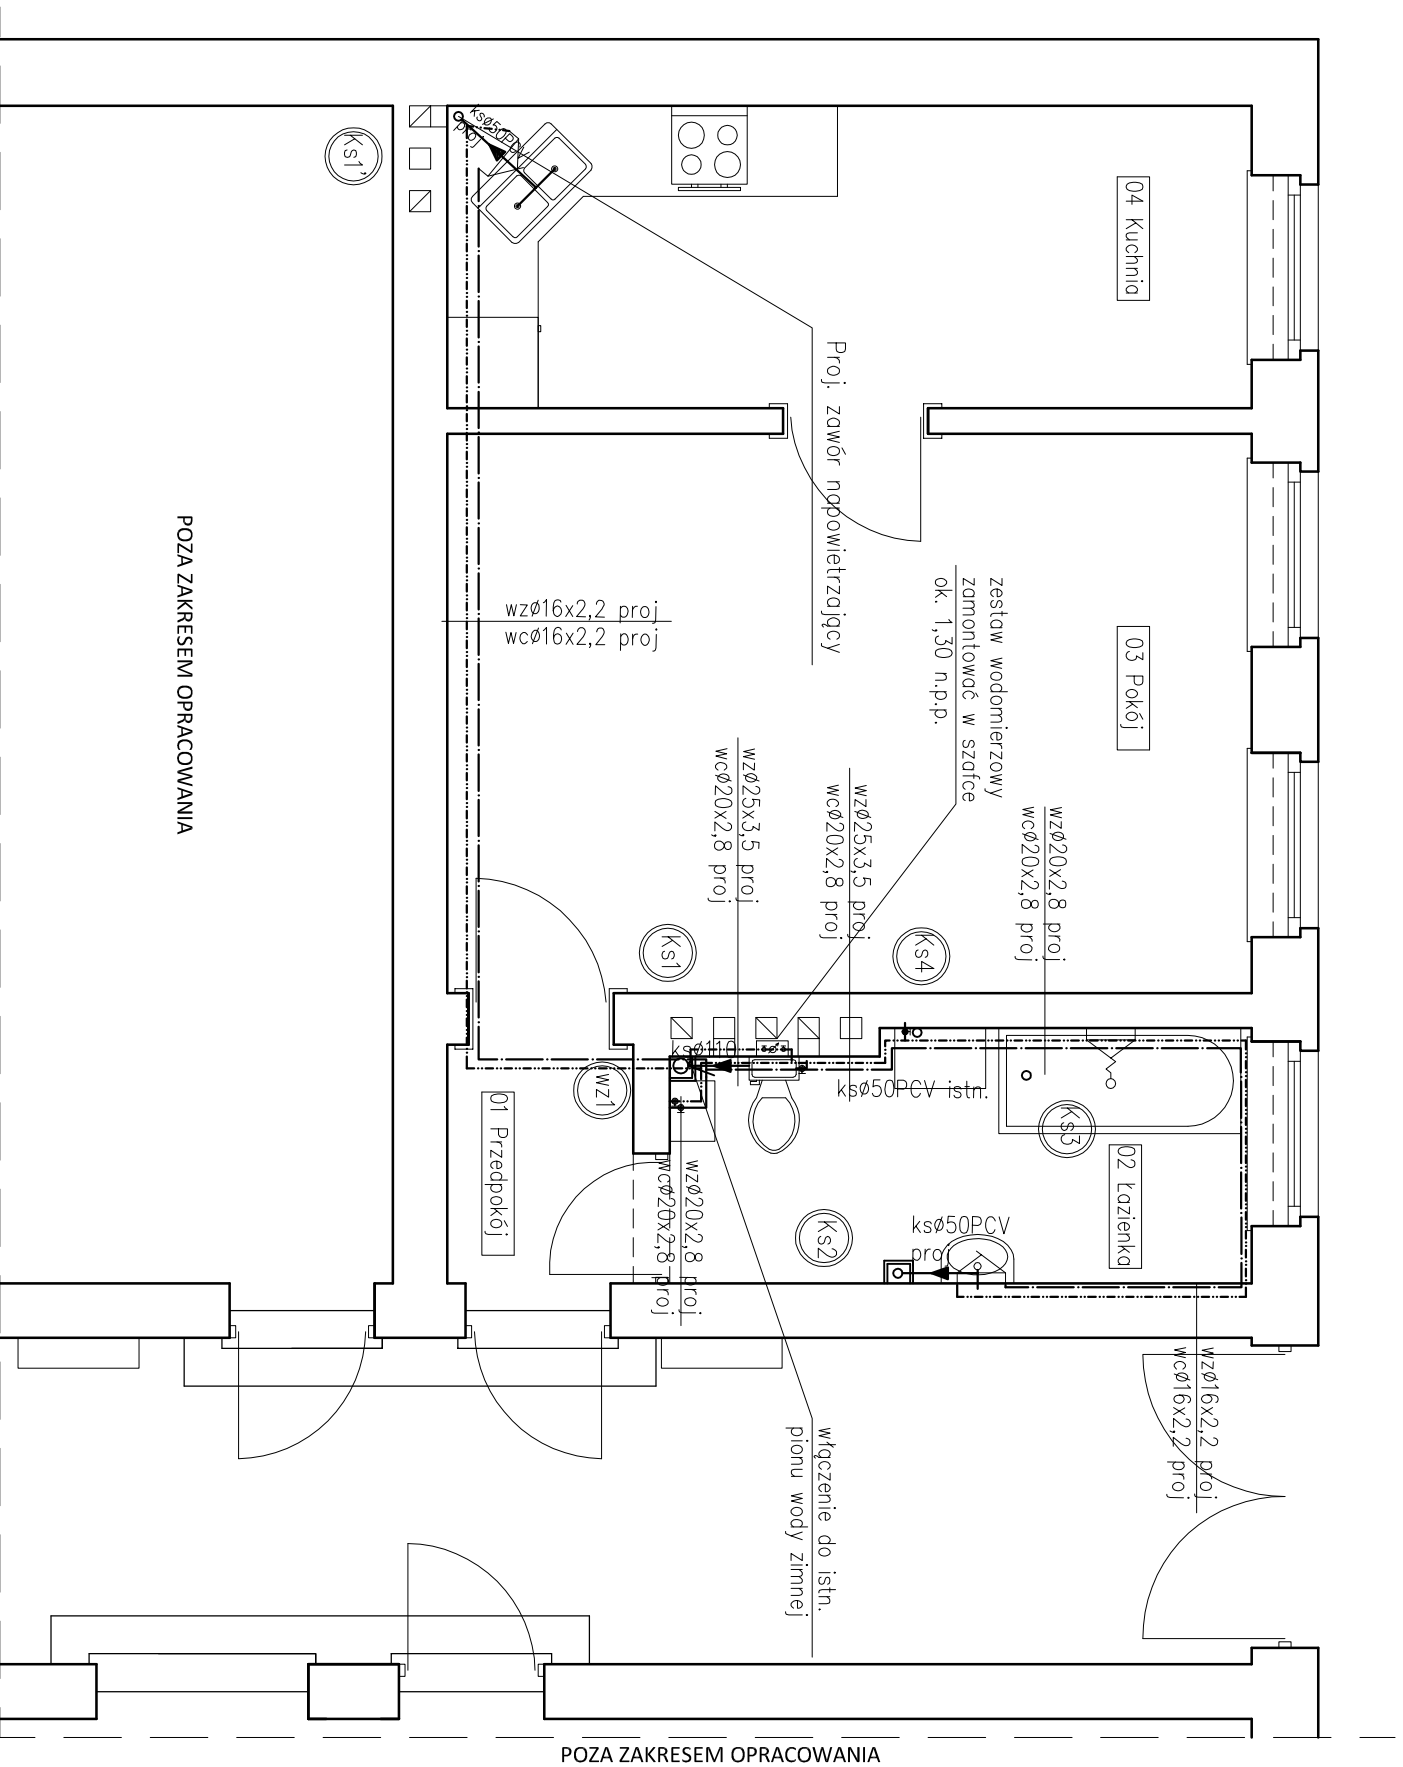 ksø50PCV
proj
Ks1'
04 Kuchnia
Proj. zawór napowietrzający
POZA ZAKRESEM OPRACOWANIA
wzø16x2,2 proj
wcø16x2,2 proj
zestaw wodomierzowy
zamontować w szafce
ok. 1,30 n.p.p.
03 Pokój
wzø25x3,5 proj
wcø20x2,8 proj
wzø25x3,5 proj
wcø20x2,8 proj
wzø20x2,8 proj
wcø20x2,8 proj
Ks1
Ks4
ksø110
wz1
ksø50PCV istn.
Ks3
01 Przedpokój
02 Łazienka
wzø20x2,8 proj
wcø20x2,8 proj
Ks2
ksø50PCV
proj
wzø16x2,2 proj
wcø16x2,2 proj
włączenie do istn.
pionu wody zimnej
POZA ZAKRESEM OPRACOWANIA